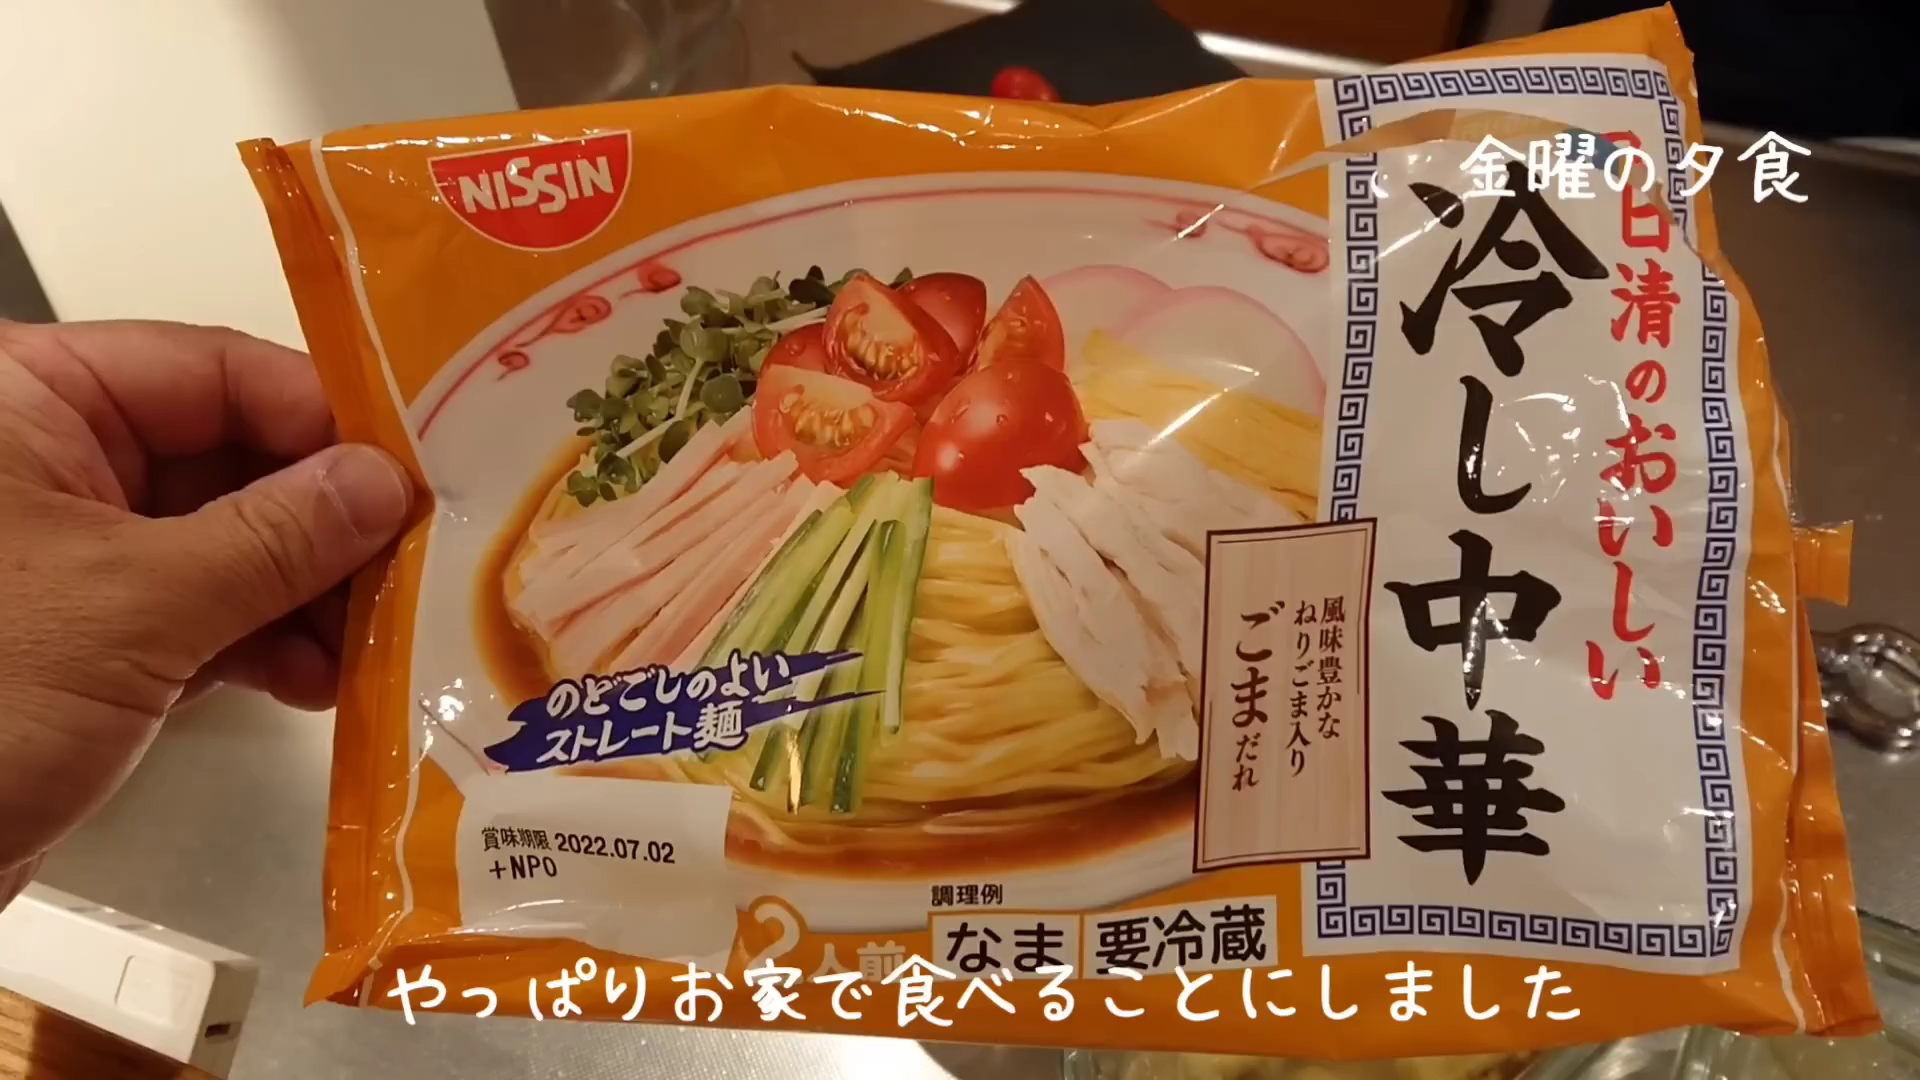 金曜の夕食
NISSIN
日清のおいしい
冷し中華
風味豊かな
ねりごま入り
ごまだれ
のどごしのよい
ストレート麺
賞味期限 2022.07.02
+NP0
調理例
2人前
なま
要冷蔵
やっぱりお家で食べることにしました